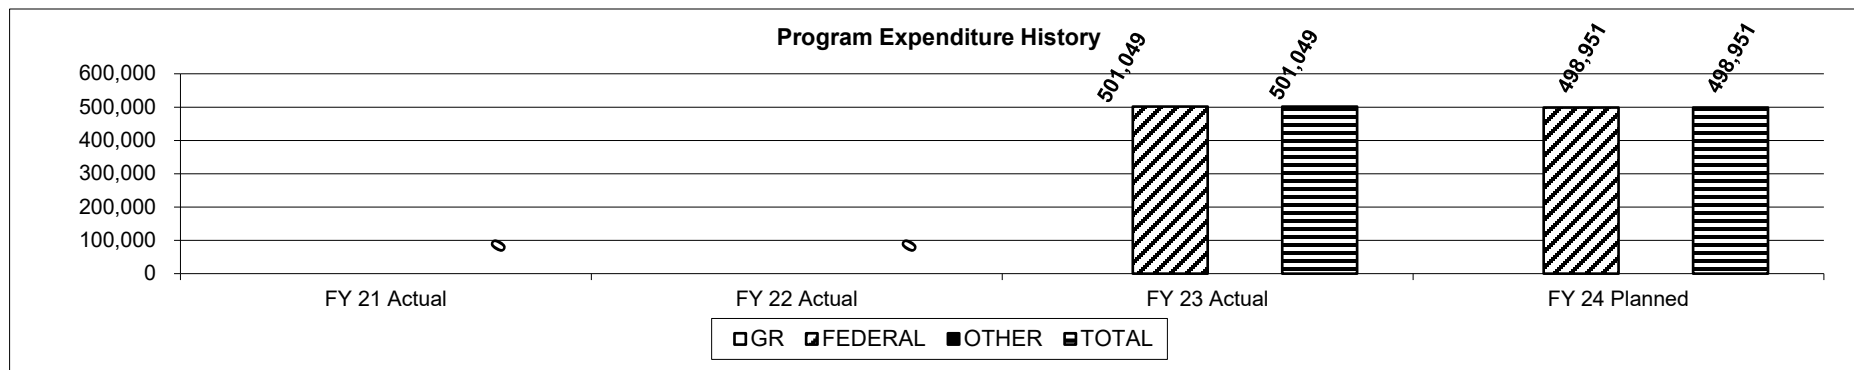 Program Expenditure History
501,049
501,049
498,951
498,951
600,000
500,000
400,000
300,000
200,000
100,000
0
0
0
FY 21 Actual
FY 22 Actual
FY 23 Actual
FY 24 Planned
GR FEDERAL OTHER TOTAL